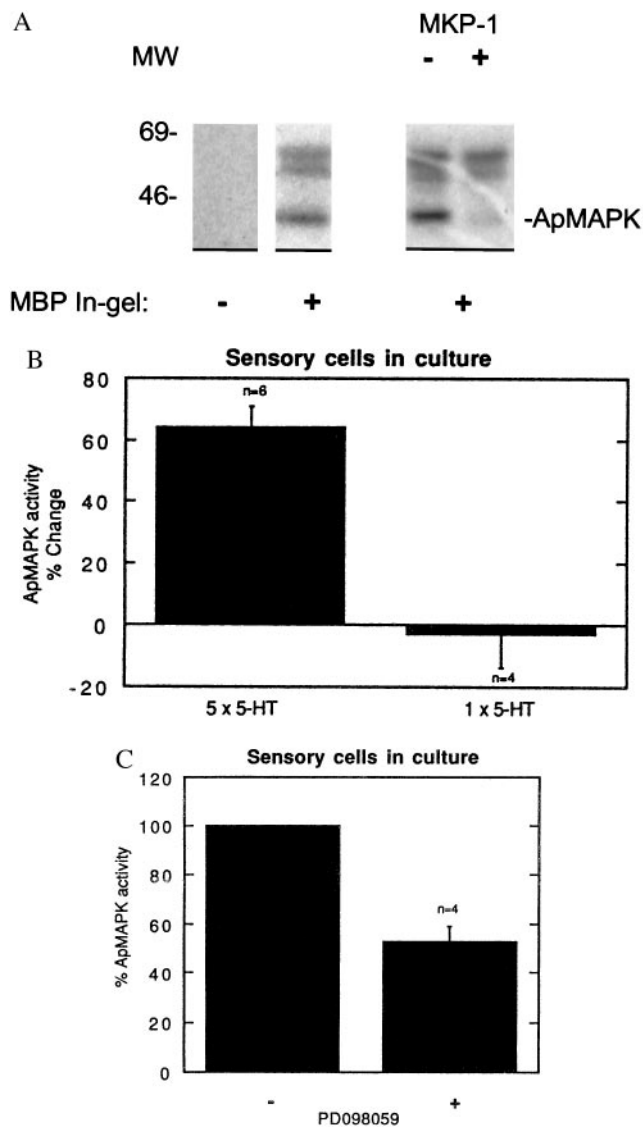 A
MKP-1
MW - +
69-
46-
-ApMAPK
MBP In-gel: - + +
B
Sensory cells in culture
80
60
40
20
0
-20
ApMAPK activity
% Change
n=6
n=4
5 x 5-HT 1 x 5-HT
C
Sensory cells in culture
120
100
80
60
40
20
0
% ApMAPK activity
n=4
- +
PD098059